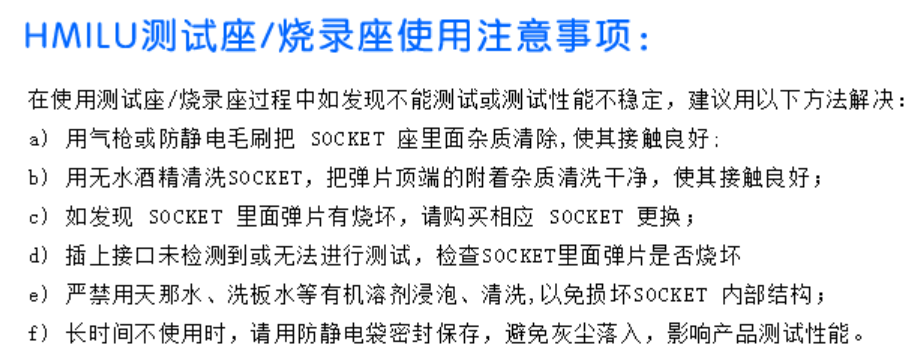 HMILU测试座/烧录座使用注意事项：
在使用测试座/烧录座过程中如发现不能测试或测试性能不稳定，建议用以下方法解决：
a) 用气枪或防静电毛刷把 SOCKET 座里面杂质清除,使其接触良好;
b) 用无水酒精清洗SOCKET，把弹片顶端的附着杂质清洗干净，使其接触良好；
c) 如发现 SOCKET 里面弹片有烧坏，请购买相应 SOCKET 更换；
d) 插上接口未检测到或无法进行测试，检查SOCKET里面弹片是否烧坏
e) 严禁用天那水、洗板水等有机溶剂浸泡、清洗,以免损坏SOCKET 内部结构；
f) 长时间不使用时，请用防静电袋密封保存，避免灰尘落入，影响产品测试性能。